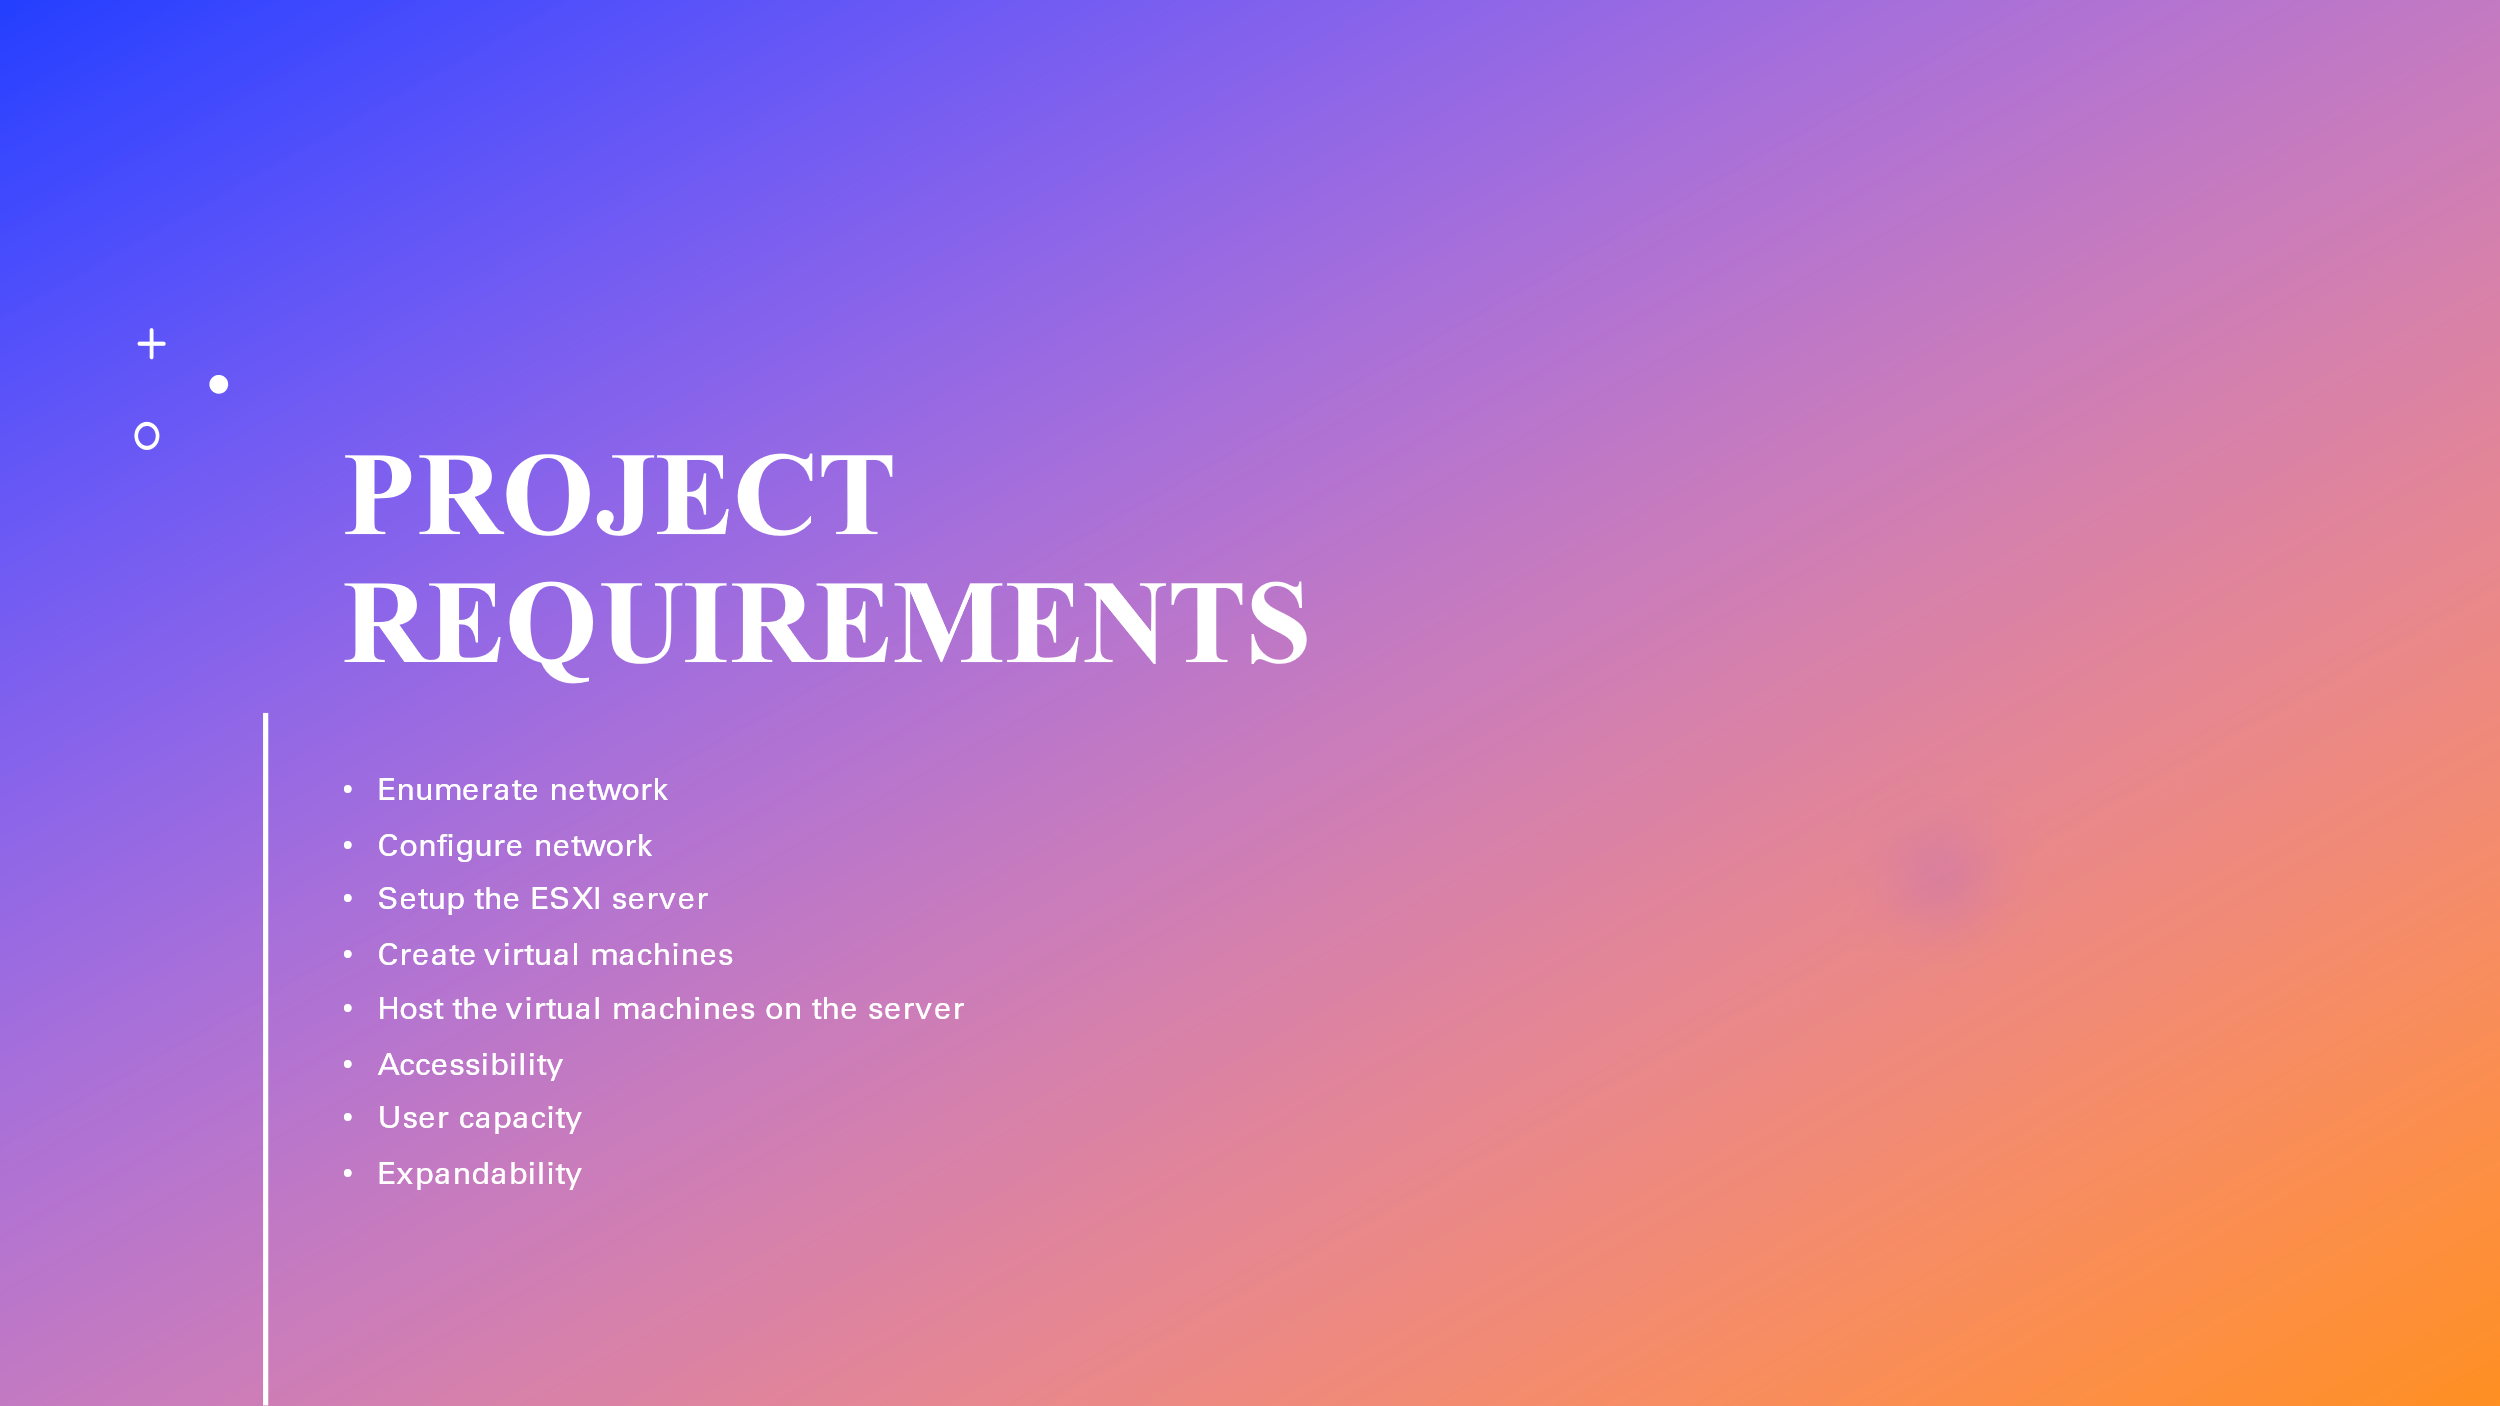 PROJECT
REQUIREMENTS
• Enumerate network
• Configure network
• Setup the ESXI server
• Create virtual machines
• Host the virtual machines on the server
• Accessibility
• User capacity
• Expandability